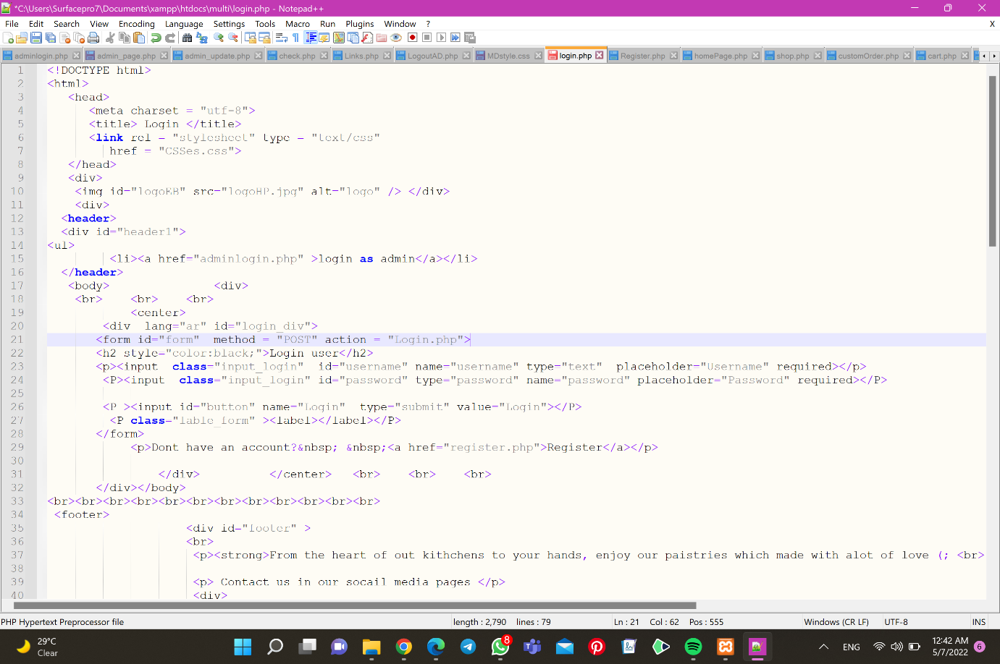 *C:\Users\Surfacepro7\Documents\xampp\htdocs\multi\login.php - Notepad++
File Edit Search View Encoding Language Settings Tools Macro Run Plugins Window ? X
adminlogin.php admin_page.php admin_update.php check.php Links.php LogoutAD.php MDstyle.css login.php Register.php homePage.php shop.php customOrder.php cart.php
1 <!DOCTYPE html>
2 <html>
3 <head>
4 <meta charset = "utf-8">
5 <title> Login </title>
6 <link rel = "stylesheet" type = "text/css"
7 href = "CSSes.css">
8 </head>
9 <div>
10 <img id="logoEB" src="logoHP.jpg" alt="logo" /> </div>
11 <div>
12 <header>
13 <div id="header1">
14 <ul>
15 <li><a href="adminlogin.php" >login as admin</a></li>
16 </header>
17 <body> <div>
18 <br> <br> <br>
19 <center>
20 <div lang="ar" id="login_div">
21 <form id="form" method = "POST" action = "Login.php">
22 <h2 style="color:black;">Login user</h2>
23 <p><input class="input_login" id="username" name="username" type="text" placeholder="Username" required></p>
24 <P><input class="input_login" id="password" type="password" name="password" placeholder="Password" required></P>
25
26 <P ><input id="button" name="Login" type="submit" value="Login"></P>
27 <P class="lable_form" ><label></label></P>
28 </form>
29 <p>Dont have an account?&nbsp; &nbsp;<a href="register.php">Register</a></p>
30
31 </div> </center> <br> <br> <br>
32 </div></body>
33 <br><br><br><br><br><br><br><br><br><br><br><br>
34 <footer>
35 <div id="footer" >
36 <br>
37 <p><strong>From the heart of out kithchens to your hands, enjoy our paistries which made with alot of love (; <br>
38
39 <p> Contact us in our socail media pages </p>
40 <div>
PHP Hypertext Preprocessor file length : 2,790 lines : 79 Ln : 21 Col : 62 Pos : 555 Windows (CR LF) UTF-8 INS
29°C
Clear
8
ENG
12:42 AM
5/7/2022
6